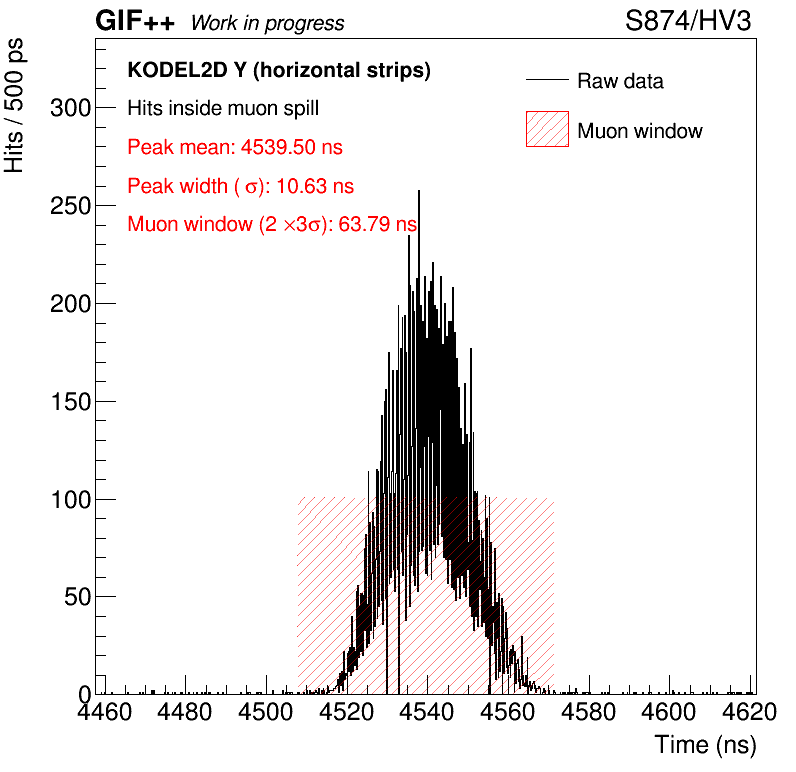 GIF++ Work in progress S874/HV3
KODEL2D Y (horizontal strips)
Hits inside muon spill
Peak mean: 4539.50 ns
Peak width ( σ): 10.63 ns
Muon window (2 ×3σ): 63.79 ns
Raw data
Muon window
Hits / 500 ps
300
250
200
150
100
50
0
4460 4480 4500 4520 4540 4560 4580 4600 4620
Time (ns)